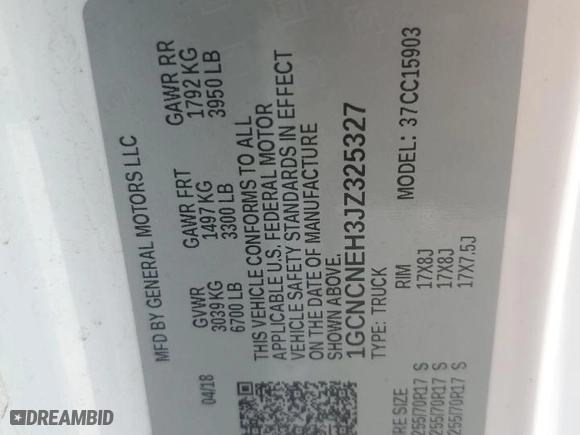 MFD BY GENERAL MOTORS LLC
04/18
GVWR
3039 KG
6700 LB
GAWR FRT
1497 KG
3300 LB
GAWR RR
1792 KG
3950 LB
THIS VEHICLE CONFORMS TO ALL
APPLICABLE U.S. FEDERAL MOTOR
VEHICLE SAFETY STANDARDS IN EFFECT
ON THE DATE OF MANUFACTURE
SHOWN ABOVE.
1GCNCNEH3JZ325327
TYPE: TRUCK
MODEL: 37CC15903
RE SIZE
RIM
255/70R17 S
17X8J
255/70R17 S
17X8J
255/70R17 S
17X7.5J
DREAMBID